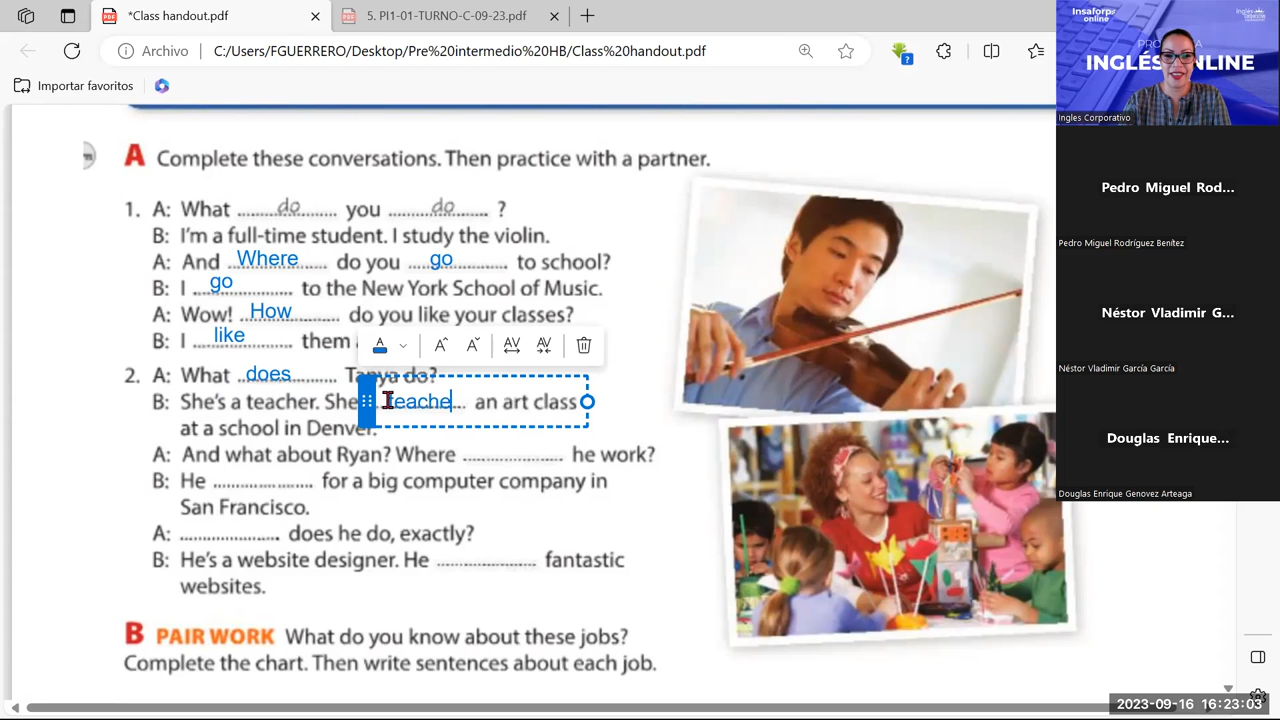 *Class handout.pdf
5.P1-01-TURNO-C-09-23.pdf
Archivo
C:/Users/FGUERRERO/Desktop/Pre%20intermedio%20HB/Class%20handout.pdf
Importar favoritos
A Complete these conversations. Then practice with a partner.
1. A: What do you do ?
B: I'm a full-time student. I study the violin.
A: And Where do you go to school?
B: I go to the New York School of Music.
A: Wow! How do you like your classes?
B: I like them
2. A: What does Tanya do?
B: She's a teacher. She teache an art class
at a school in Denver.
A: And what about Ryan? Where he work?
B: He for a big computer company in
San Francisco.
A: does he do, exactly?
B: He's a website designer. He fantastic
websites.
B PAIR WORK What do you know about these jobs?
Complete the chart. Then write sentences about each job.
Insaforp
online
INGLÉS ONLINE
Ingles Corporativo
Pedro Miguel Rod...
Pedro Miguel Rodríguez Benítez
Néstor Vladimir G...
Néstor Vladimir García García
Douglas Enrique...
Douglas Enrique Genovez Arteaga
2023-09-16 16:23:03